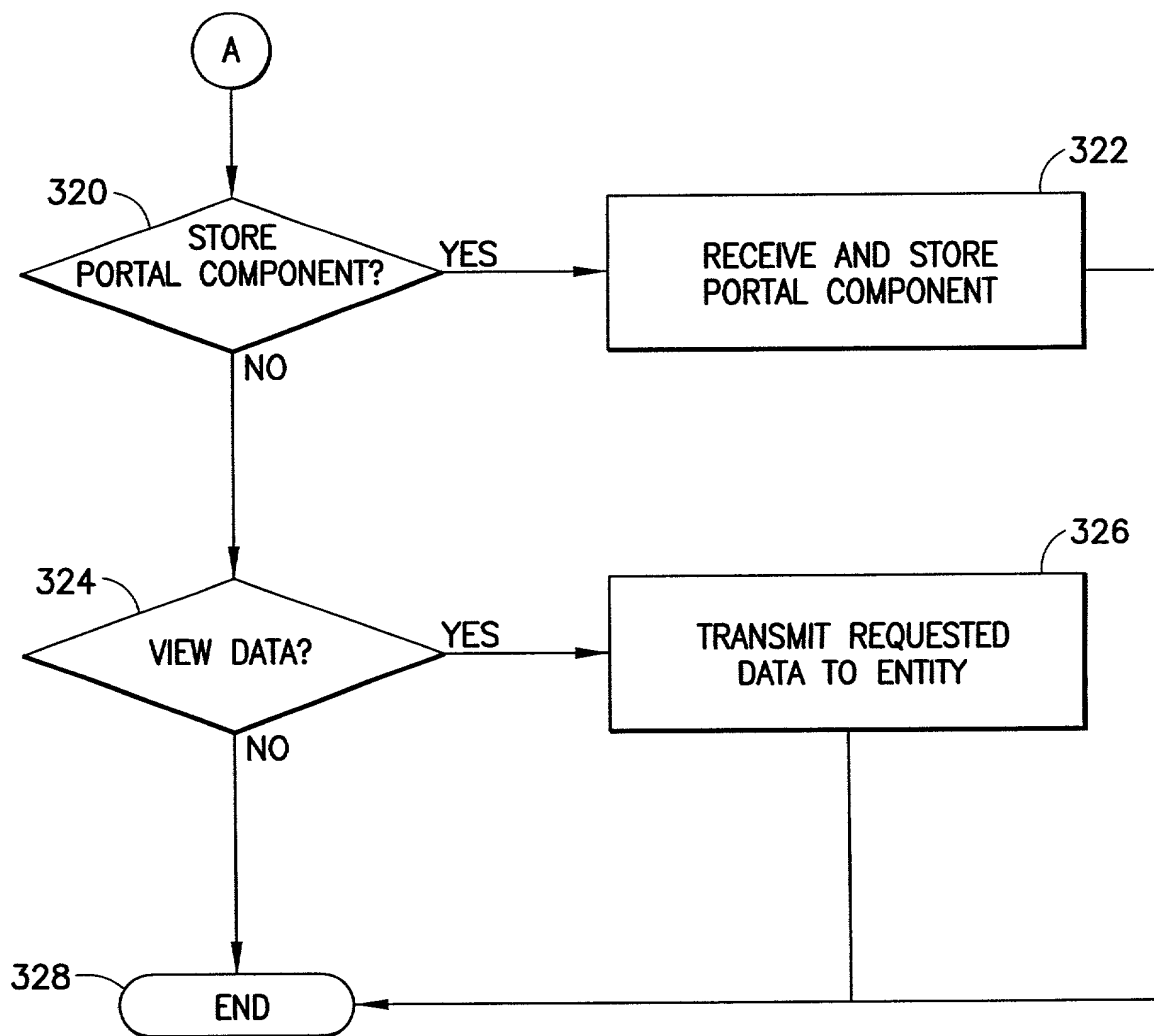 A
320
STORE
PORTAL COMPONENT?
YES
NO
322
RECEIVE AND STORE
PORTAL COMPONENT
324
VIEW DATA?
YES
NO
326
TRANSMIT REQUESTED
DATA TO ENTITY
328
END